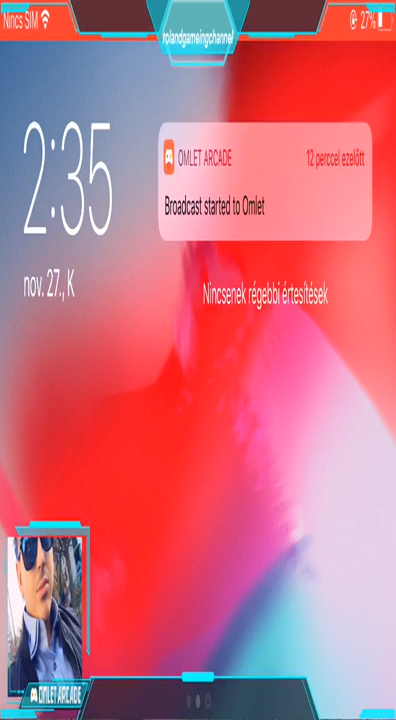 Nincs SIM
rolandgameingchannel
27%
2:35
nov. 27., K
OMLET ARCADE
12 perccel ezelőtt
Broadcast started to Omlet
Nincsenek régebbi értesítések
OMLET ARCADE